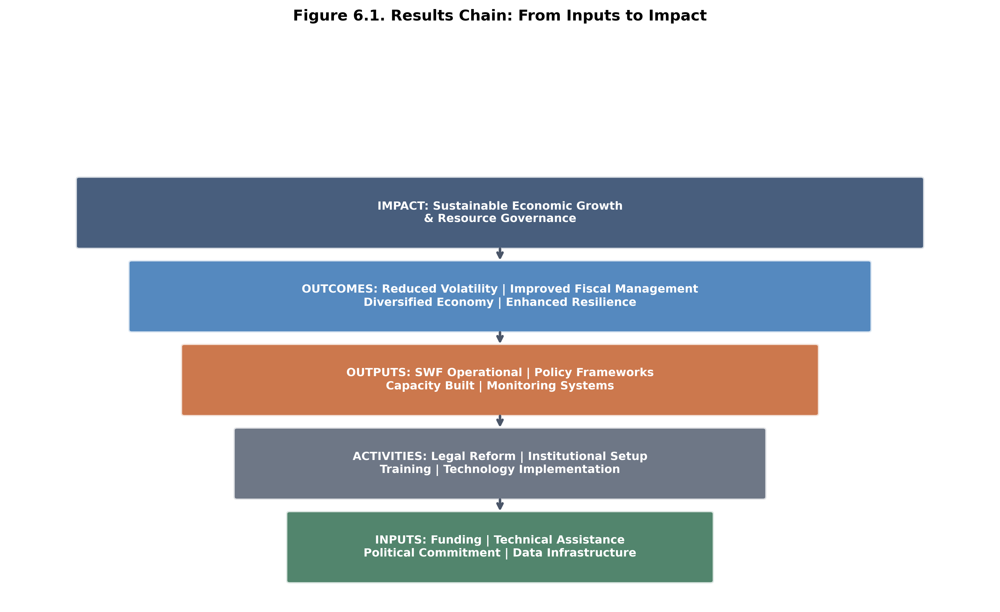 Figure 6.1. Results Chain: From Inputs to Impact
IMPACT: Sustainable Economic Growth
& Resource Governance
OUTCOMES: Reduced Volatility | Improved Fiscal Management
Diversified Economy | Enhanced Resilience
OUTPUTS: SWF Operational | Policy Frameworks
Capacity Built | Monitoring Systems
ACTIVITIES: Legal Reform | Institutional Setup
Training | Technology Implementation
INPUTS: Funding | Technical Assistance
Political Commitment | Data Infrastructure